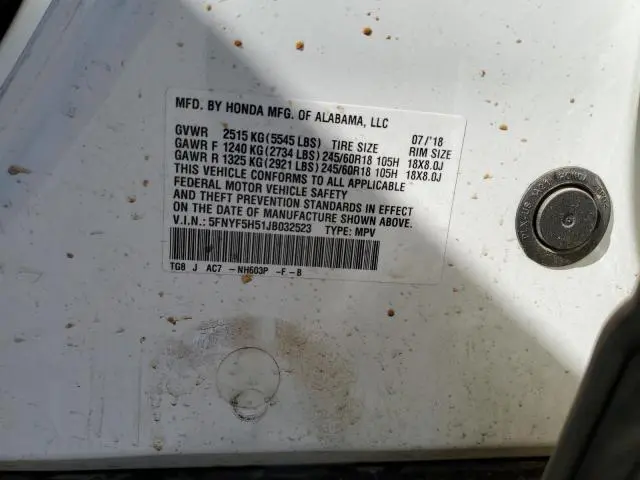 MFD. BY HONDA MFG. OF ALABAMA, LLC
07/'18
GVWR 2515 KG(5545 LBS) TIRE SIZE RIM SIZE
GAWR F 1240 KG(2734 LBS)245/60R18 105H 18X8.0J
GAWR R 1325 KG(2921 LBS)245/60R18 105H 18X8.0J
THIS VEHICLE CONFORMS TO ALL APPLICABLE
FEDERAL MOTOR VEHICLE SAFETY
AND THEFT PREVENTION STANDARDS IN EFFECT
ON THE DATE OF MANUFACTURE SHOWN ABOVE.
V.I.N.: 5FNYF5H51JB032523 TYPE: MPV
TG8 J AC7 -NH603P -F -B